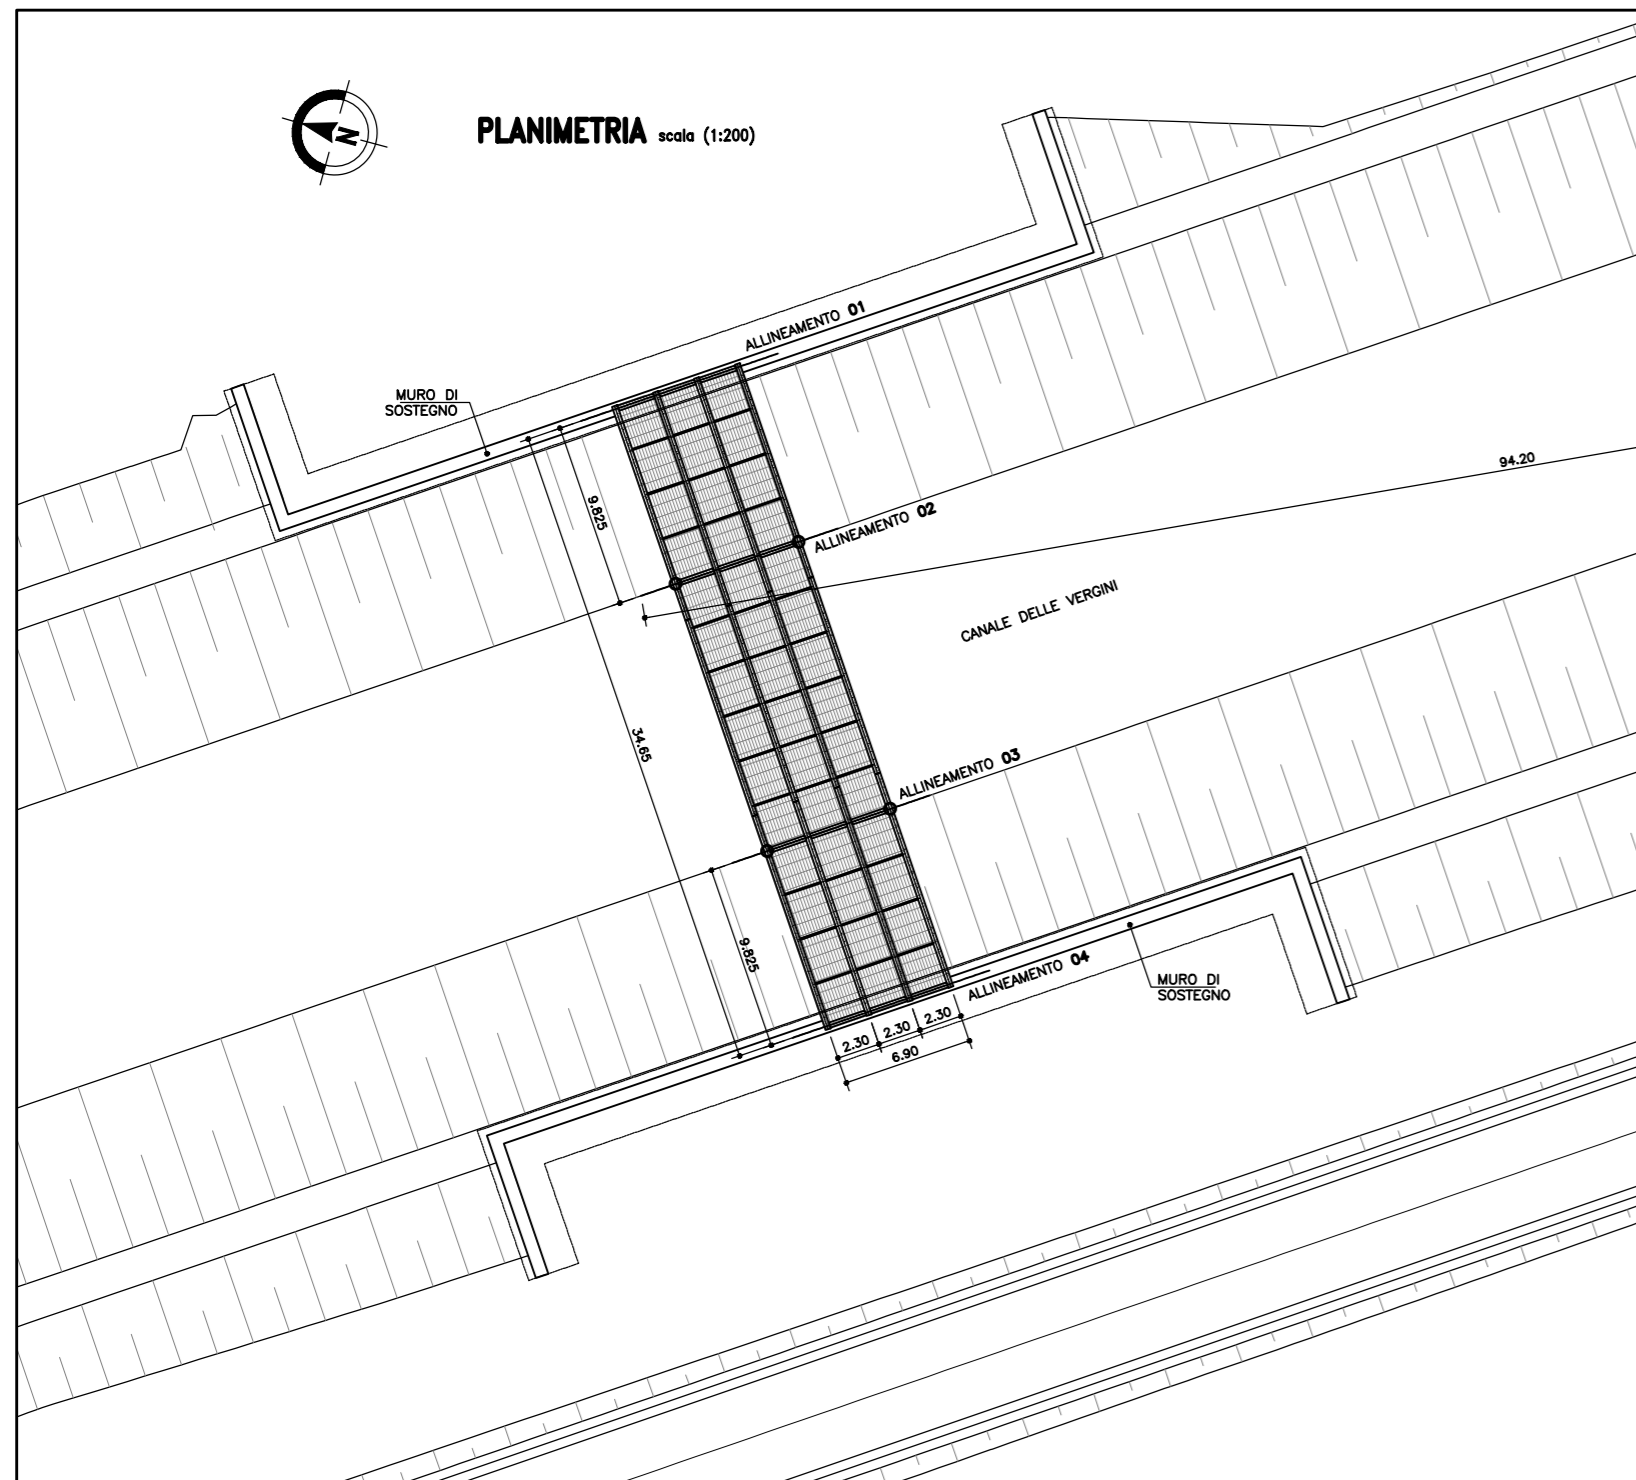 N
PLANIMETRIA scala (1:200)
ALLINEAMENTO 01
MURO DI
SOSTEGNO
94.20
9.825
ALLINEAMENTO 02
CANALE DELLE VERGINI
34.65
ALLINEAMENTO 03
9.825
ALLINEAMENTO 04
MURO DI
SOSTEGNO
2.30 2.30 2.30
6.90